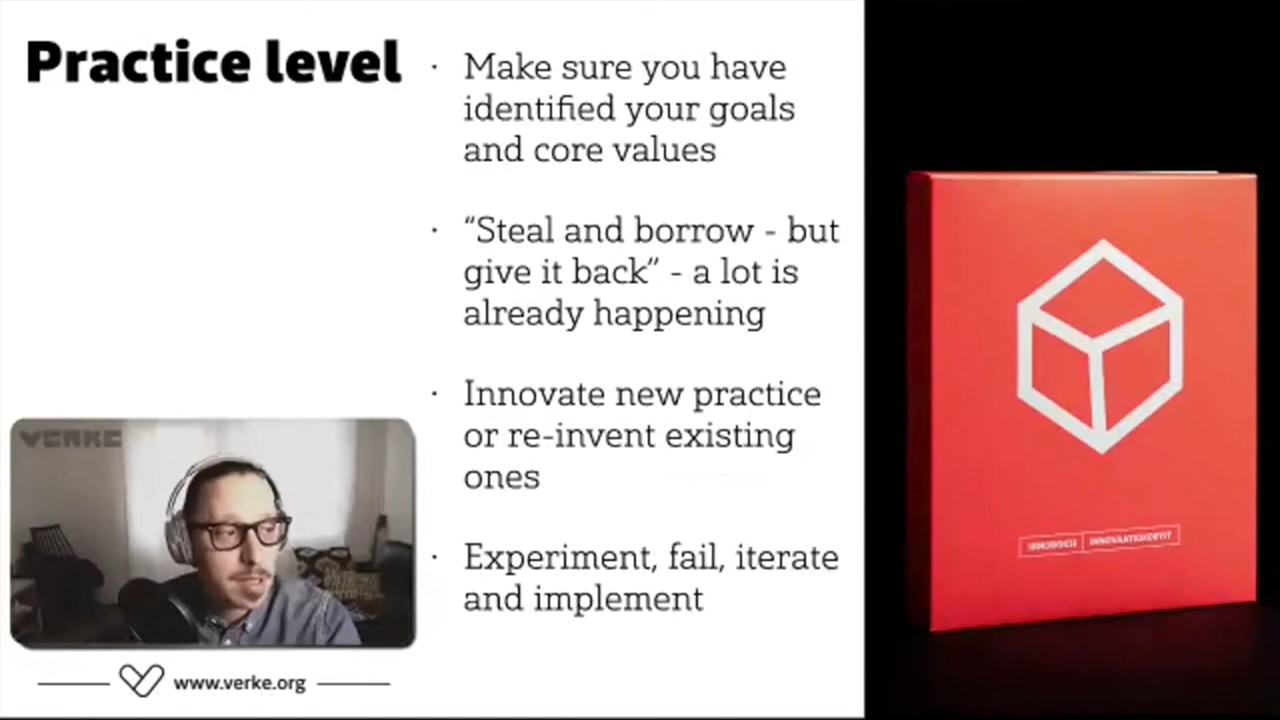 Practice level
· Make sure you have
identified your goals
and core values
· “Steal and borrow - but
give it back” - a lot is
already happening
· Innovate new practice
or re-invent existing
ones
· Experiment, fail, iterate
and implement
VERKE
www.verke.org